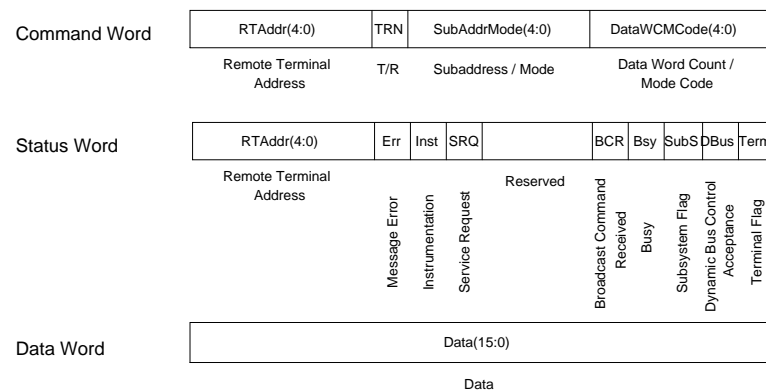 Command Word
RTAddr(4:0) TRN SubAddrMode(4:0) DataWCMCode(4:0)
Remote Terminal
Address
T/R
Subaddress / Mode
Data Word Count /
Mode Code
Status Word
RTAddr(4:0) Err Inst SRQ BCR Bsy SubS DBus Term
Remote Terminal
Address
Message Error
Instrumentation
Service Request
Reserved
Broadcast Command
Received
Busy
Subsystem Flag
Dynamic Bus Control
Acceptance
Terminal Flag
Data Word
Data(15:0)
Data